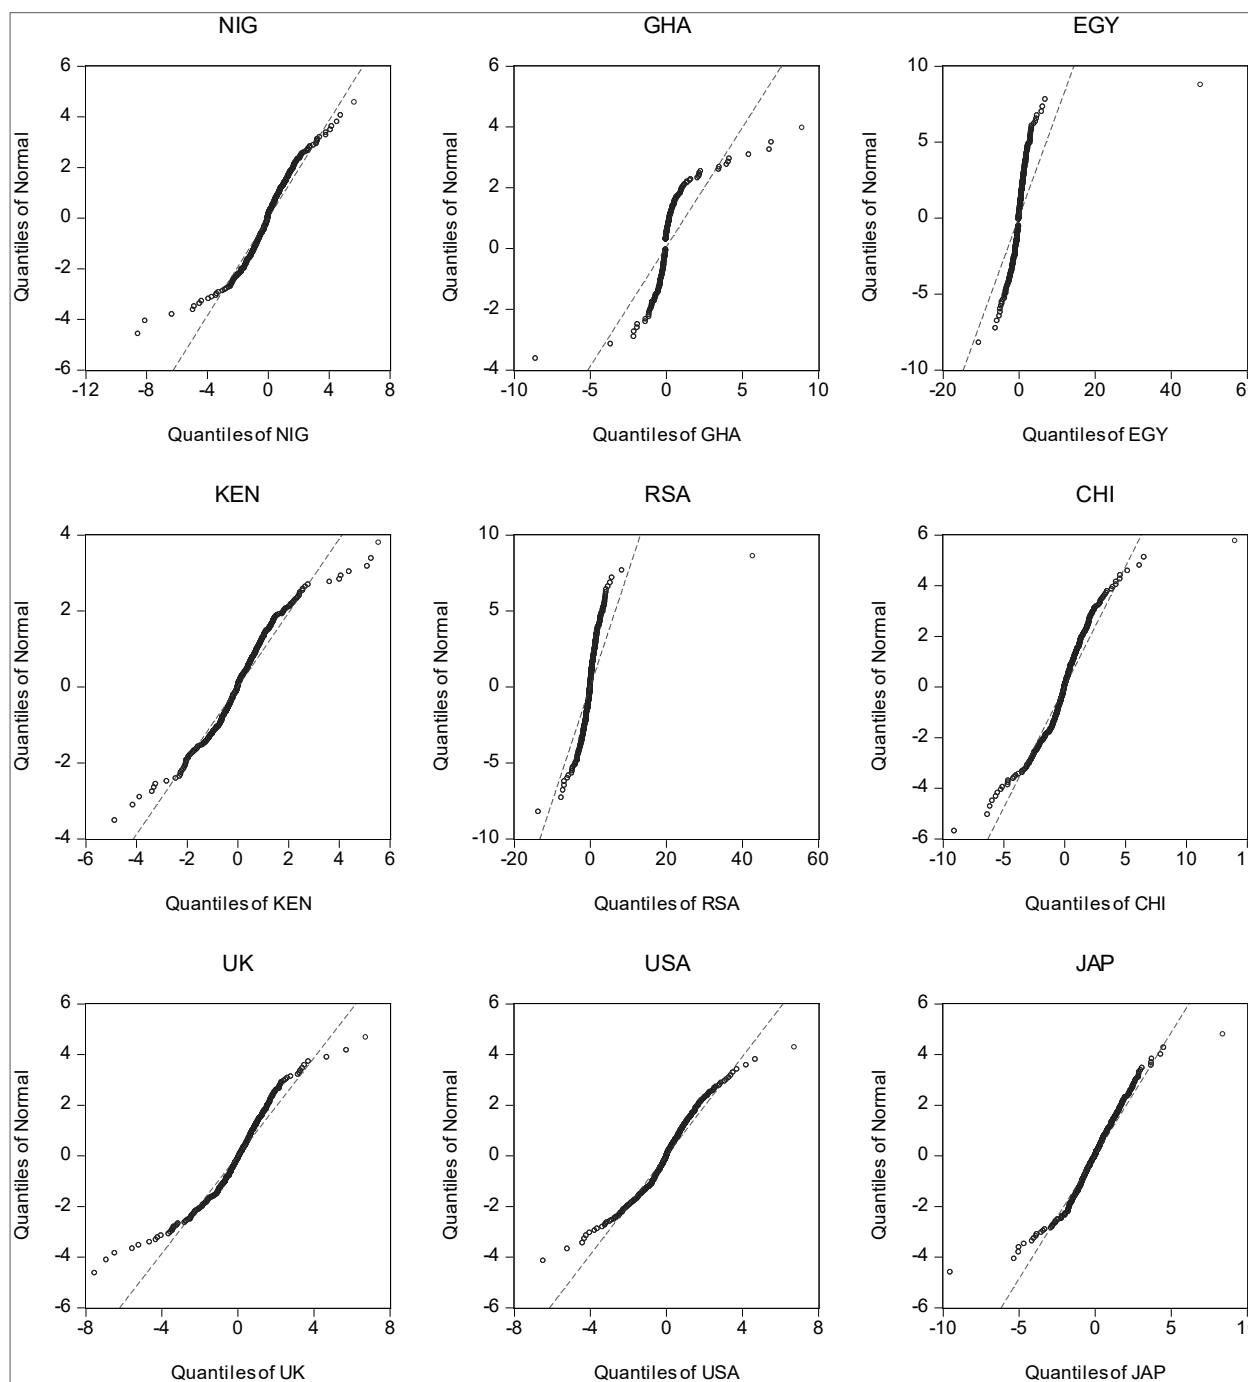 NIG
Quantiles of Normal
6
4
2
0
-2
-4
-6
-12 -8 -4 0 4 8
Quantiles of NIG
GHA
Quantiles of Normal
6
4
2
0
-2
-4
-10 -5 0 5 10
Quantiles of GHA
EGY
Quantiles of Normal
10
5
0
-5
-10
-20 0 20 40 60
Quantiles of EGY
KEN
Quantiles of Normal
4
2
0
-2
-4
-6 -4 -2 0 2 4 6
Quantiles of KEN
RSA
Quantiles of Normal
10
5
0
-5
-10
-20 0 20 40 60
Quantiles of RSA
CHI
Quantiles of Normal
6
4
2
0
-2
-4
-6
-10 -5 0 5 10
Quantiles of CHI
UK
Quantiles of Normal
6
4
2
0
-2
-4
-6
-8 -4 0 4 8
Quantiles of UK
USA
Quantiles of Normal
6
4
2
0
-2
-4
-6
-8 -4 0 4 8
Quantiles of USA
JAP
Quantiles of Normal
6
4
2
0
-2
-4
-6
-10 -5 0 5 10
Quantiles of JAP